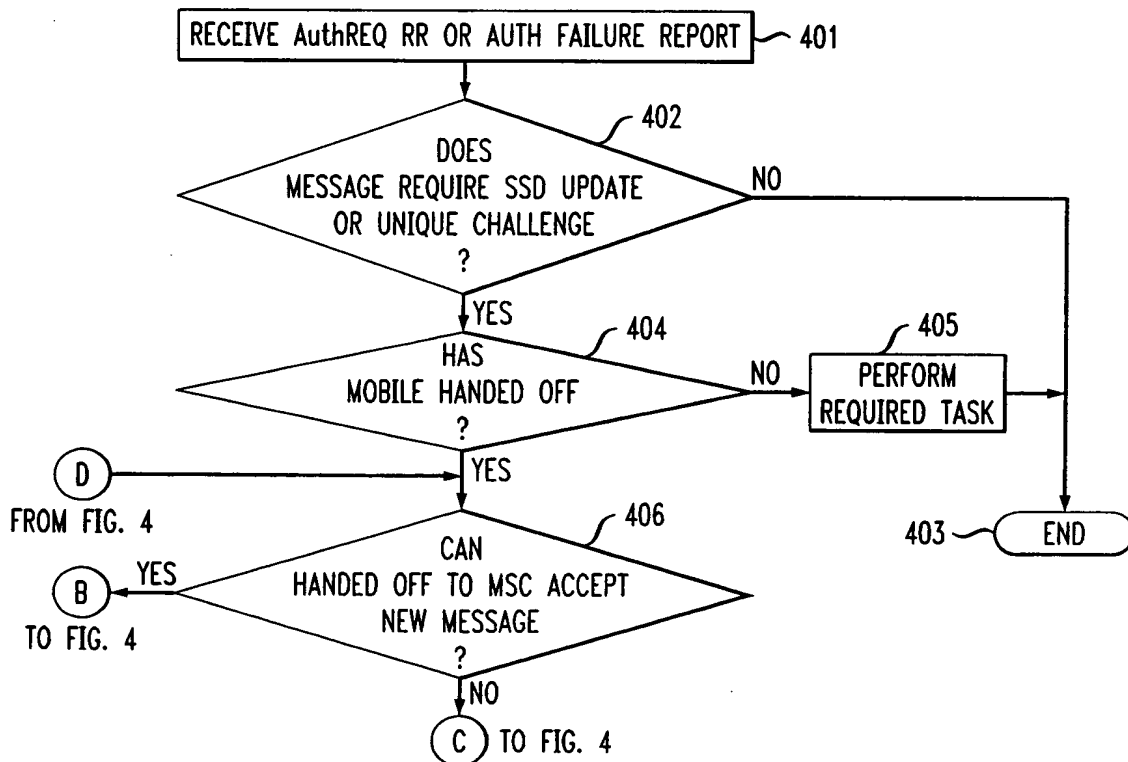 RECEIVE AuthREQ RR OR AUTH FAILURE REPORT
401
402
DOES
MESSAGE REQUIRE SSD UPDATE
OR UNIQUE CHALLENGE
?
NO
YES
404
HAS
MOBILE HANDED OFF
?
NO
405
PERFORM
REQUIRED TASK
YES
D
FROM FIG. 4
406
CAN
HANDED OFF TO MSC ACCEPT
NEW MESSAGE
?
403
END
YES
B
TO FIG. 4
NO
C
TO FIG. 4